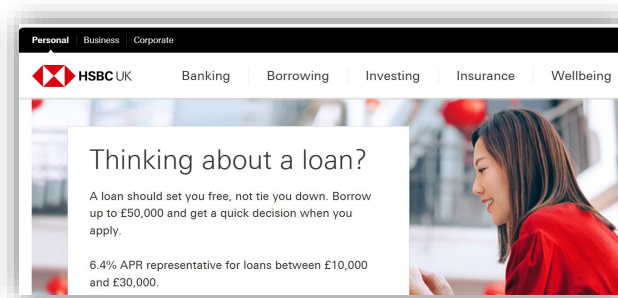 Personal Business Corporate
HSBC UK Banking Borrowing Investing Insurance Wellbeing
Thinking about a loan?
A loan should set you free, not tie you down. Borrow
up to £50,000 and get a quick decision when you
apply.
6.4% APR representative for loans between £10,000
and £30,000.